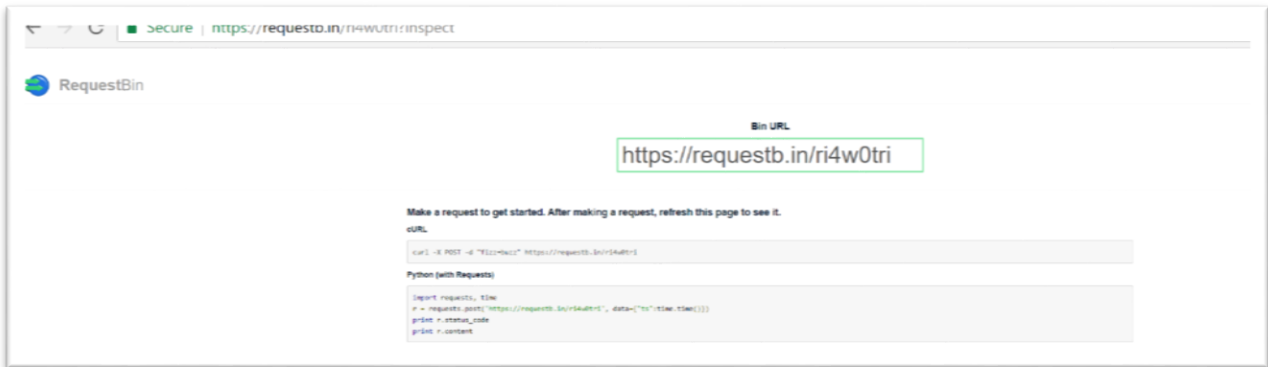 Secure | https://requestb.in/ri4w0tri?inspect
RequestBin
Bin URL
https://requestb.in/ri4w0tri
Make a request to get started. After making a request, refresh this page to see it.
cURL
curl -X POST -d "fizz=buzz" https://requestb.in/ri4w0tri
Python (with Requests)
import requests, time
r = requests.post('https://requestb.in/ri4w0tri', data={"ts":time.time()})
print r.status_code
print r.content